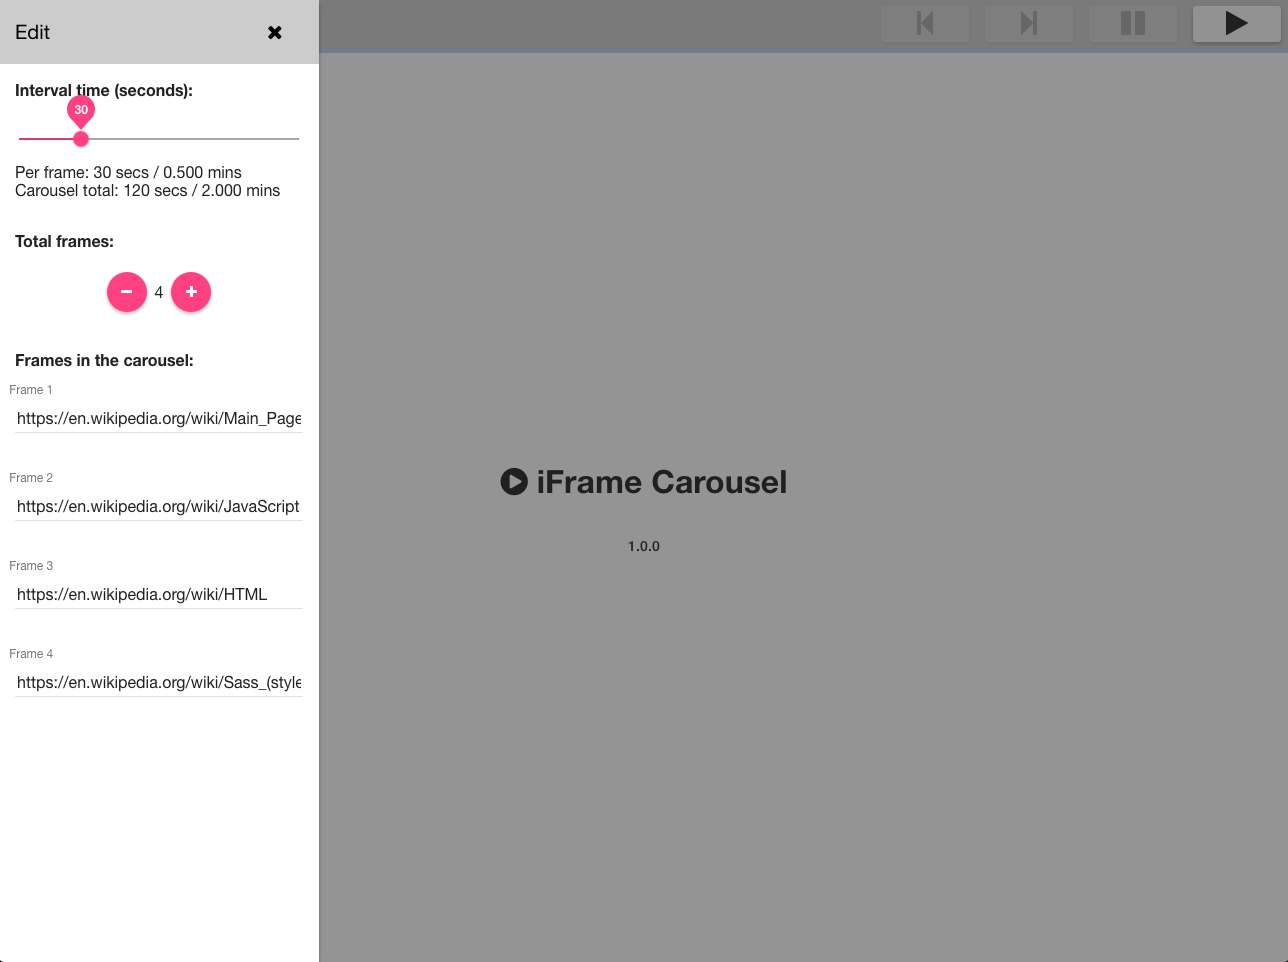 Edit
Interval time (seconds):
30
Per frame: 30 secs / 0.500 mins
Carousel total: 120 secs / 2.000 mins
Total frames:
4
Frames in the carousel:
Frame 1
https://en.wikipedia.org/wiki/Main_Page
Frame 2
https://en.wikipedia.org/wiki/JavaScript
Frame 3
https://en.wikipedia.org/wiki/HTML
Frame 4
https://en.wikipedia.org/wiki/Sass_(style
iFrame Carousel
1.0.0